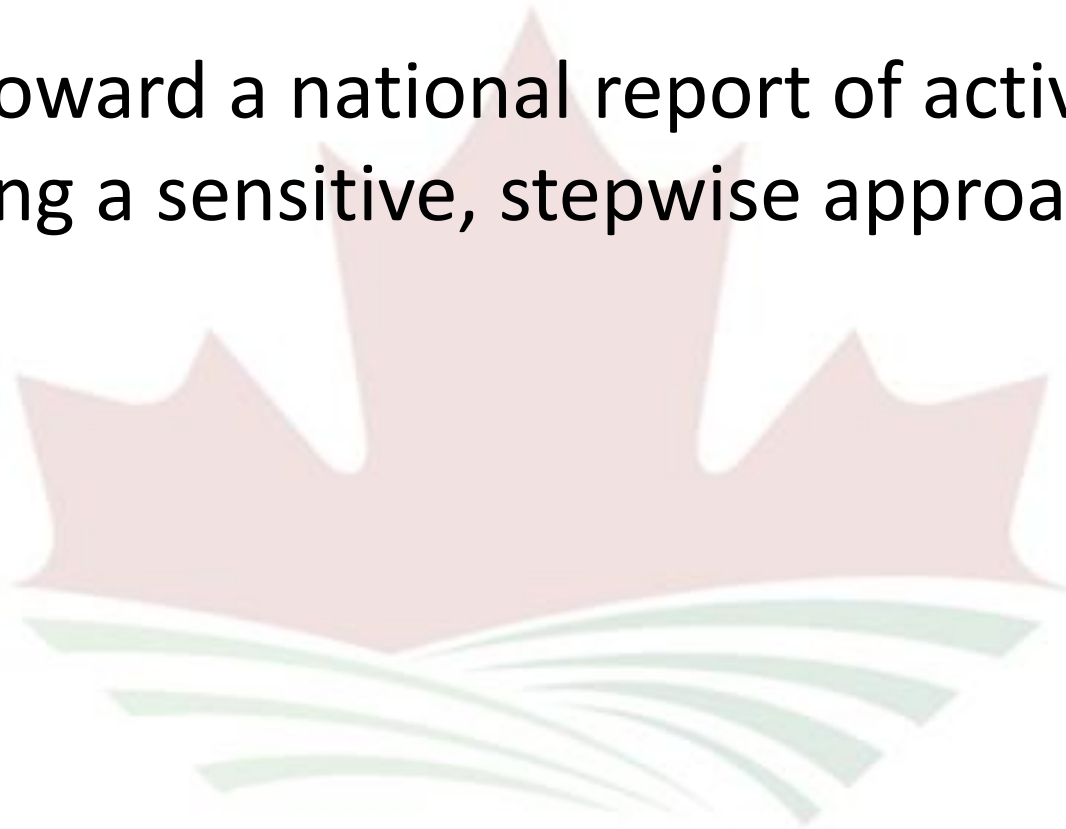 oward a national report of activ
ng a sensitive, stepwise approa